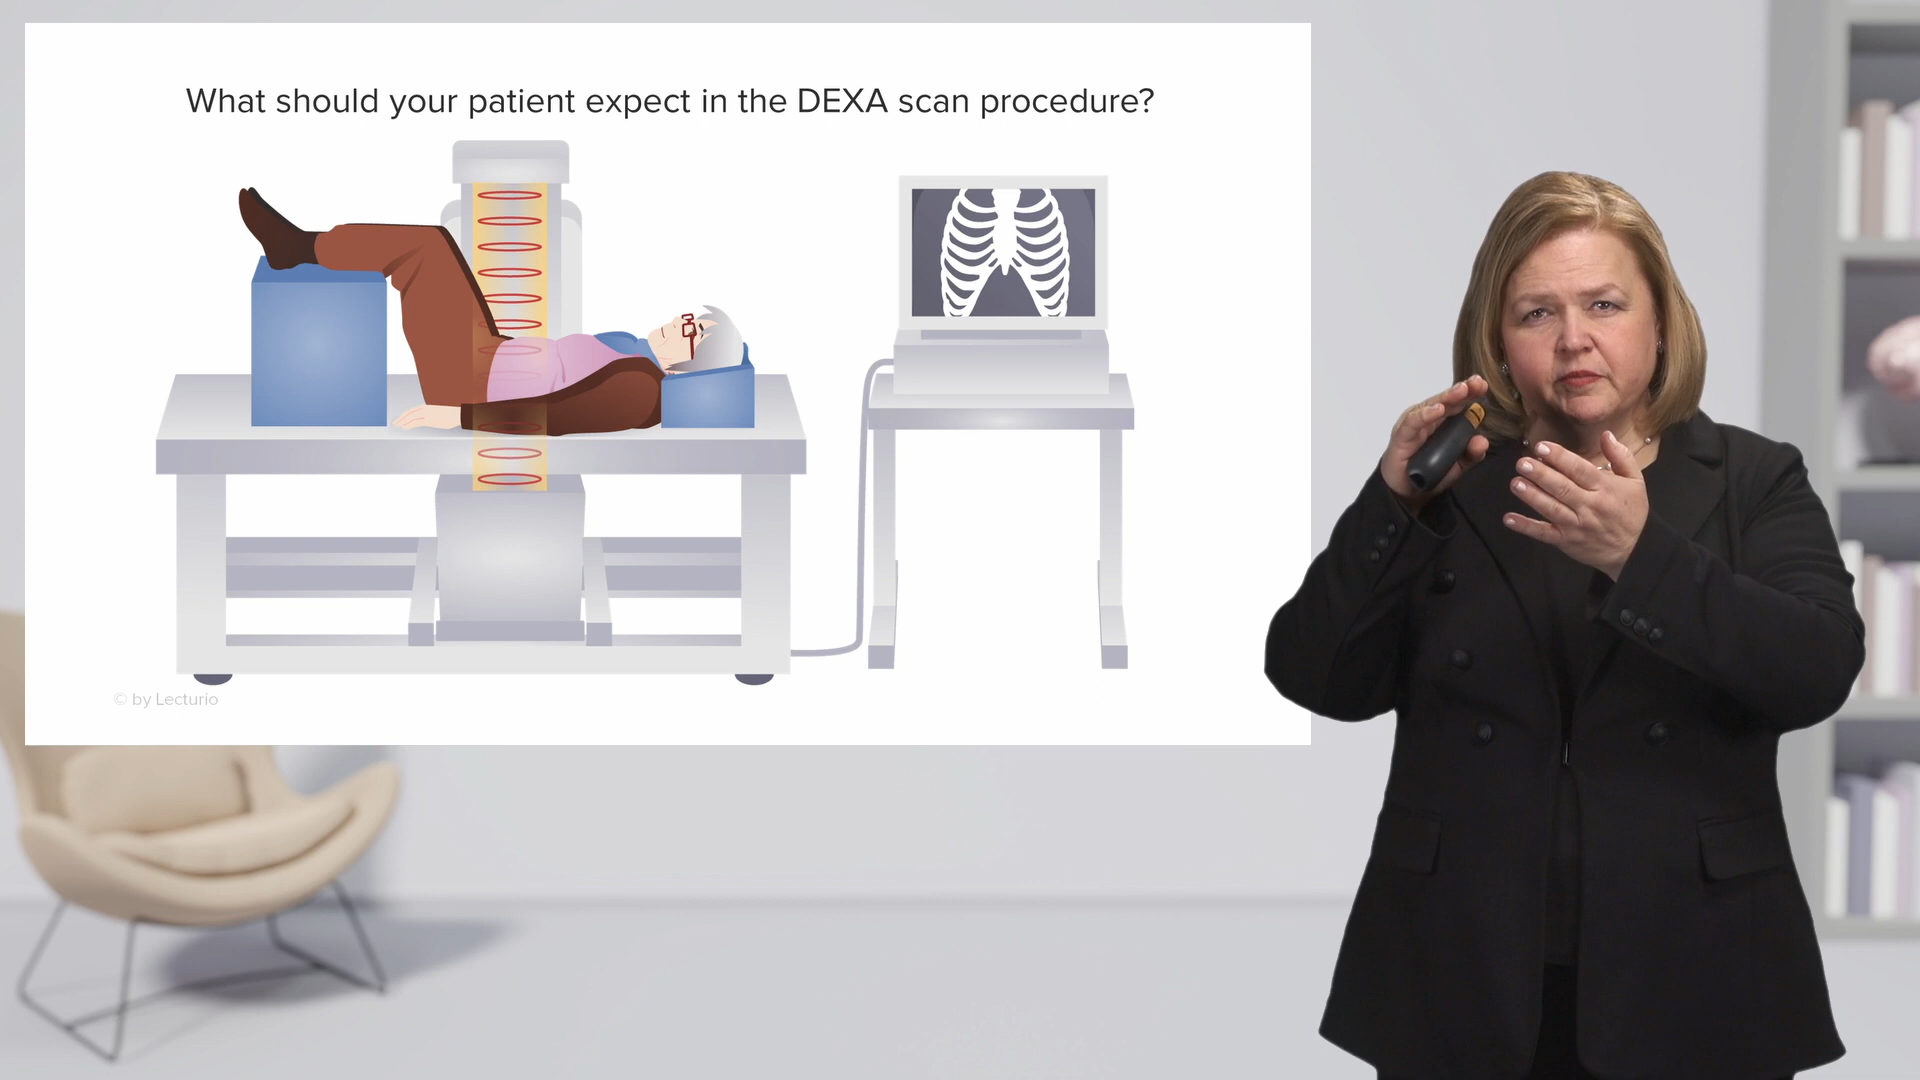 What should your patient expect in the DEXA scan procedure?
© by Lecturio